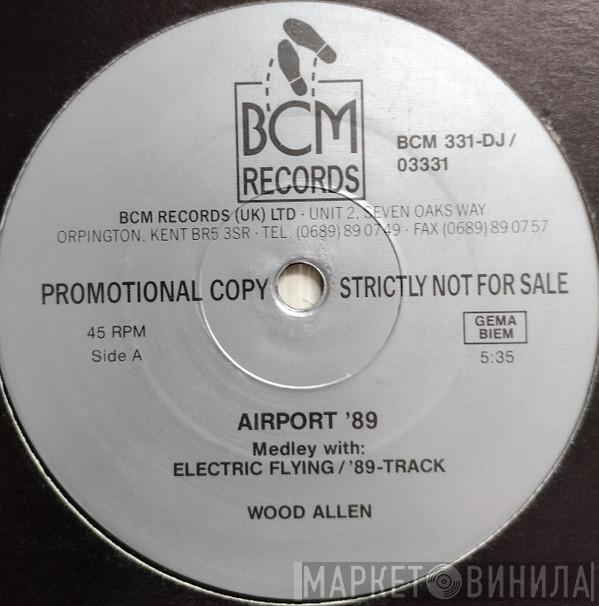 BCM
RECORDS
BCM 331-DJ /
03331
BCM RECORDS (UK) LTD · UNIT 2, SEVEN OAKS WAY
ORPINGTON, KENT BR5 3SR · TEL. (0689) 89 07 49 · FAX (0689) 89 07 57
PROMOTIONAL COPY STRICTLY NOT FOR SALE
45 RPM
Side A
GEMA
BIEM
5:35
AIRPORT '89
Medley with:
ELECTRIC FLYING / '89-TRACK
WOOD ALLEN
МАРКЕТ ВИНИЛА